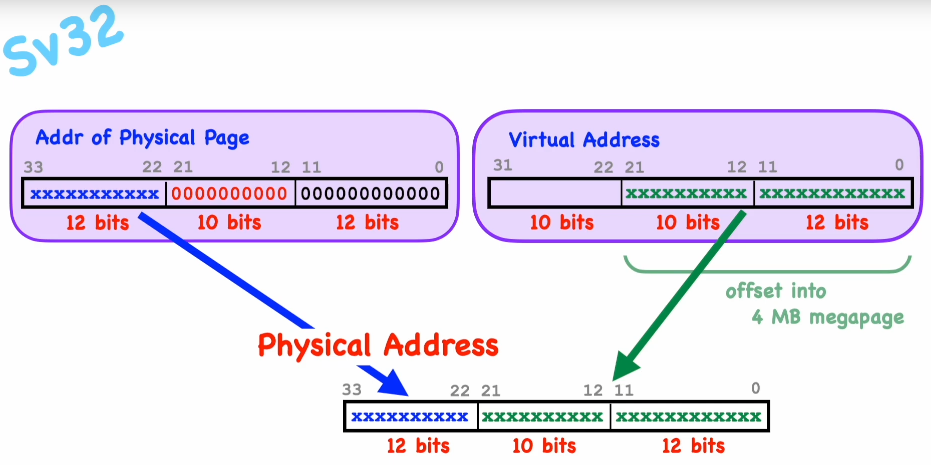 Sv32
Addr of Physical Page
33 22 21 12 11 0
xxxxxxxxxxx 0000000000 000000000000
12 bits 10 bits 12 bits
Virtual Address
31 22 21 12 11 0
xxxxxxxxxx xxxxxxxxxxxx
10 bits 10 bits 12 bits
offset into
4 MB megapage
Physical Address
33 22 21 12 11 0
xxxxxxxxxx xxxxxxxxxx xxxxxxxxxxxx
12 bits 10 bits 12 bits